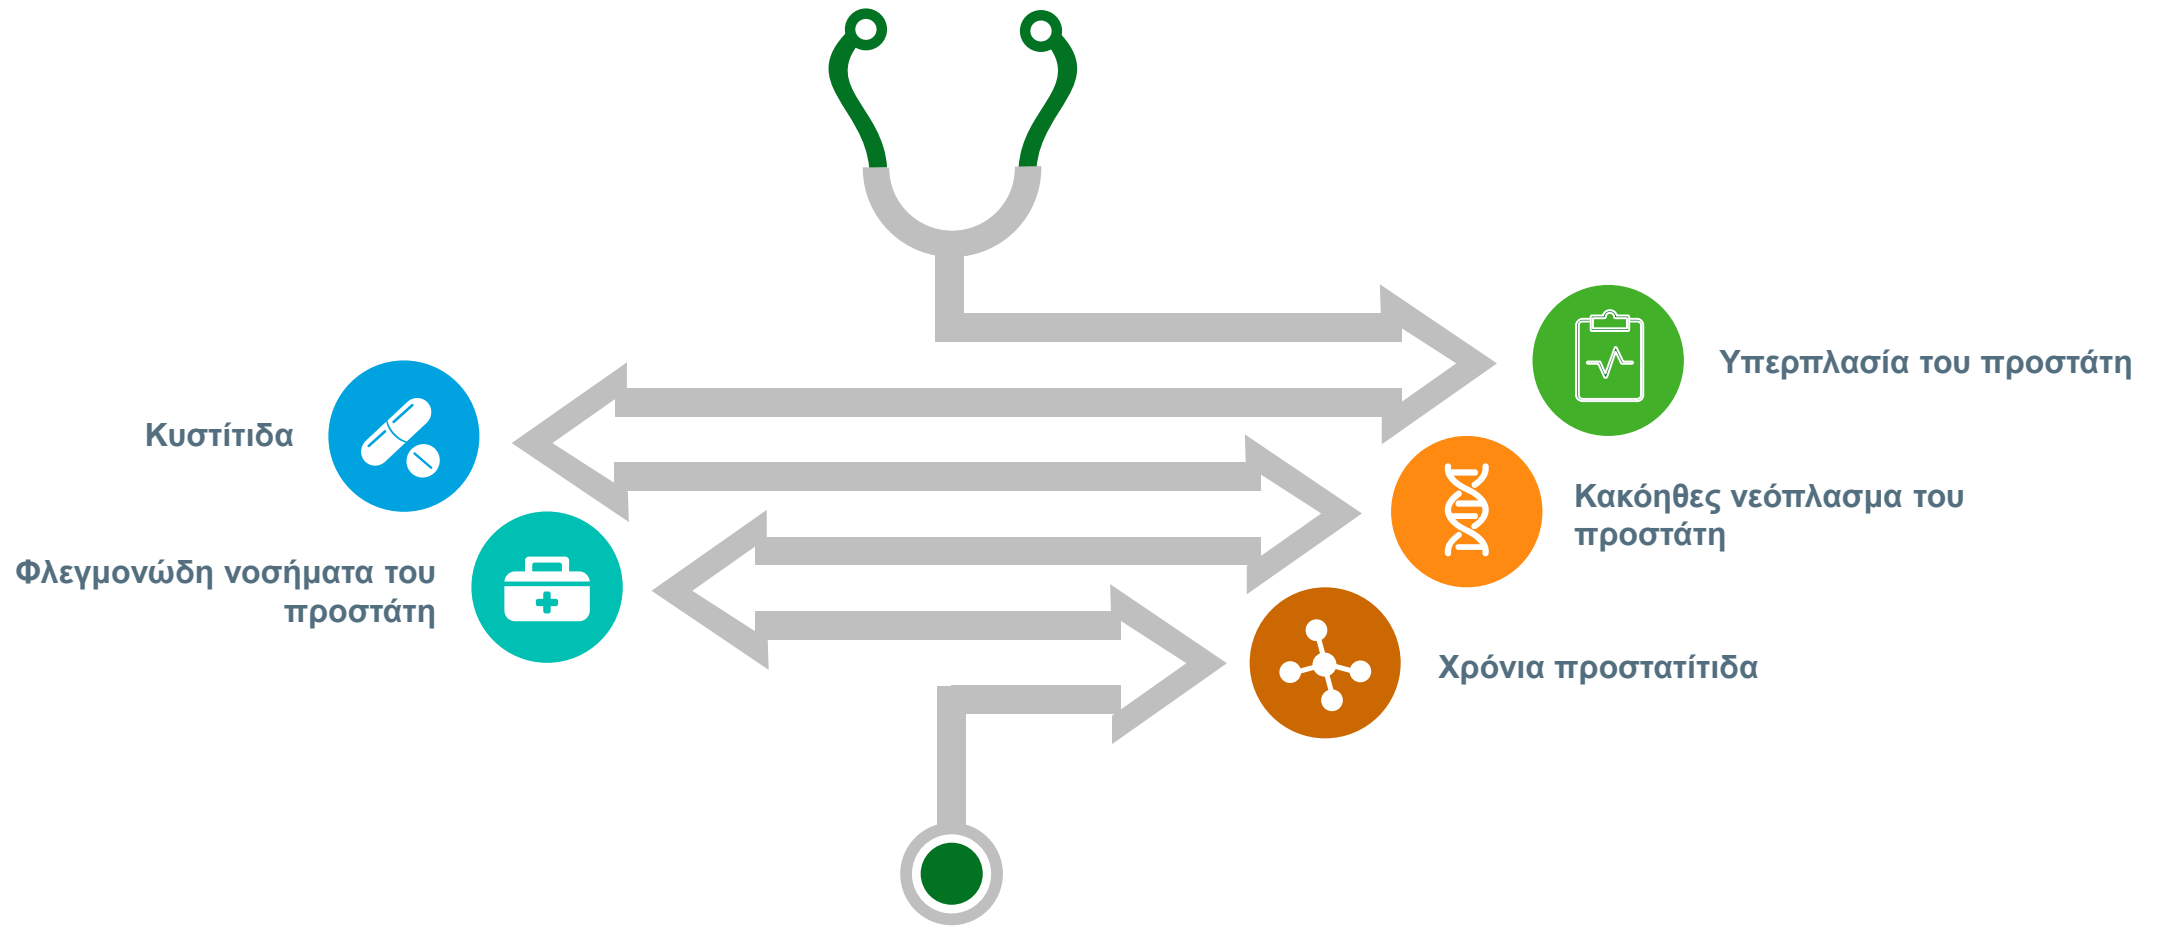 Υπερπλασία του προστάτη
Κυστίτιδα
Κακόηθες νεόπλασμα του
προστάτη
Φλεγμονώδη νοσήματα του
προστάτη
Χρόνια προστατίτιδα